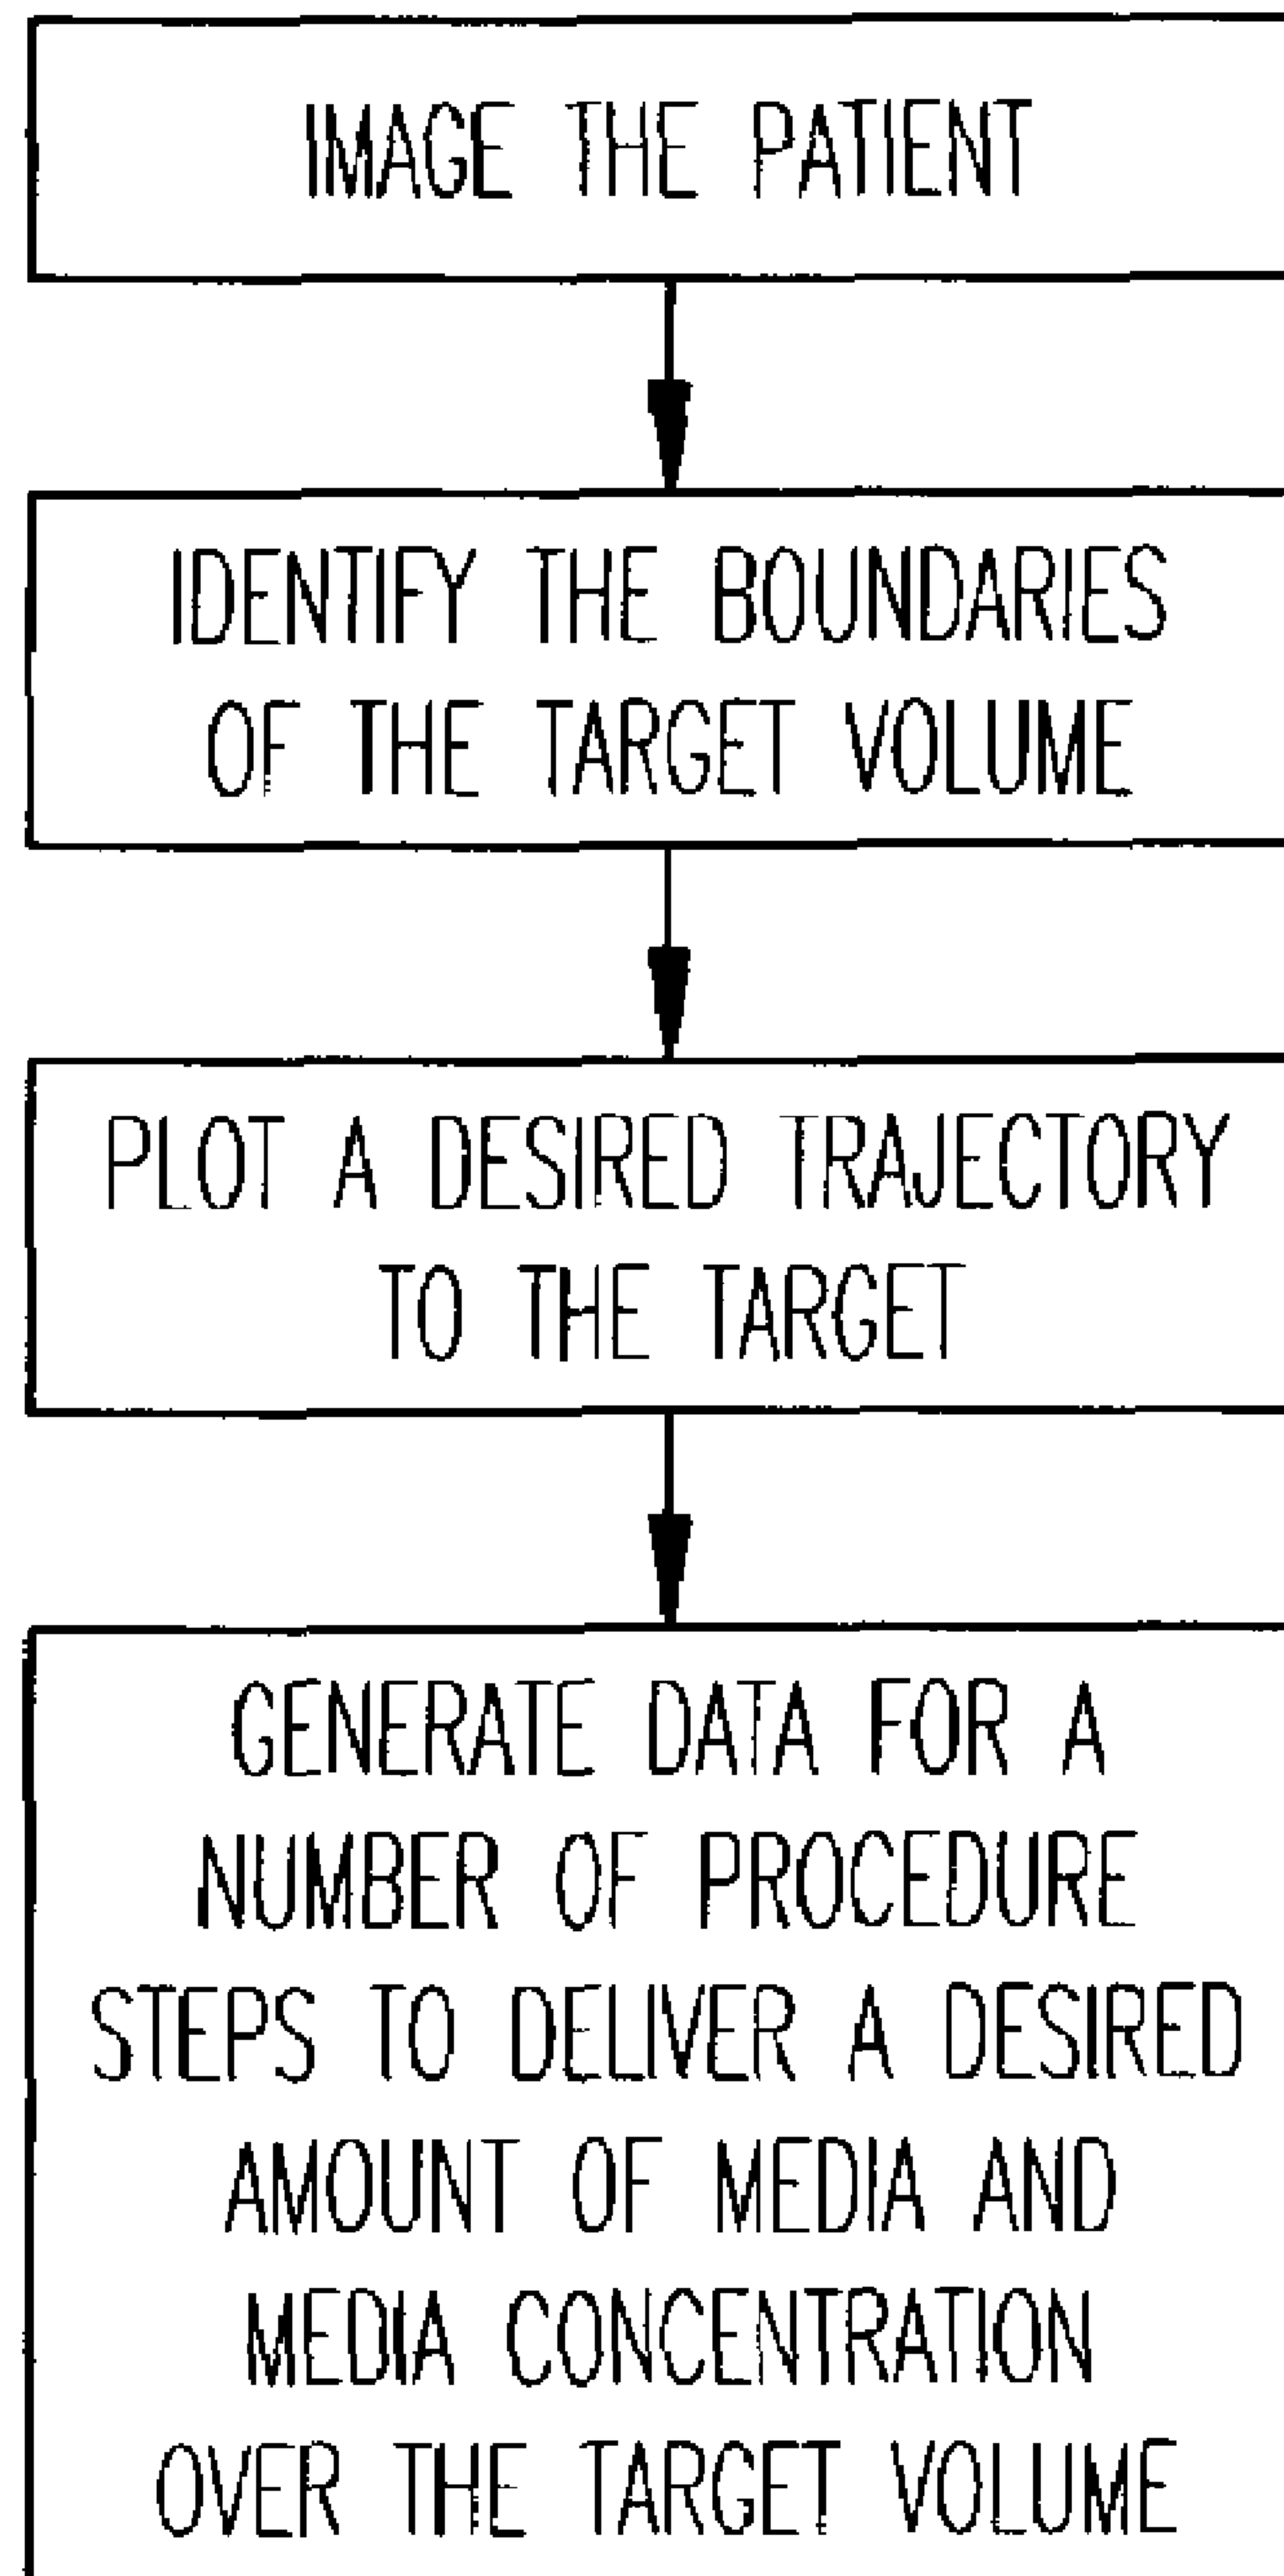 IMAGE THE PATIENT
IDENTIFY THE BOUNDARIES
OF THE TARGET VOLUME
PLOT A DESIRED TRAJECTORY
TO THE TARGET
GENERATE DATA FOR A
NUMBER OF PROCEDURE
STEPS TO DELIVER A DESIRED
AMOUNT OF MEDIA AND
MEDIA CONCENTRATION
OVER THE TARGET VOLUME